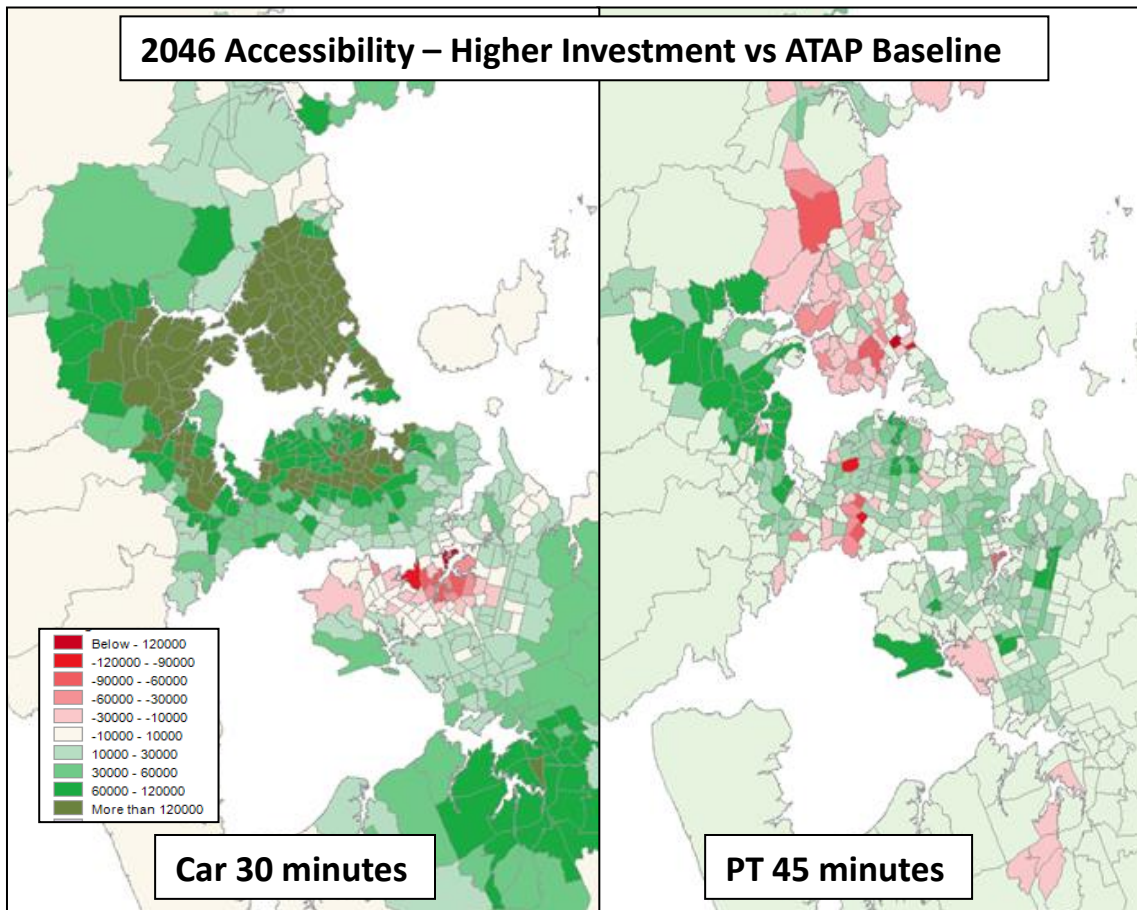 2046 Accessibility – Higher Investment vs ATAP Baseline
Below - 120000
-120000 - -90000
-90000 - -60000
-60000 - -30000
-30000 - -10000
-10000 - 10000
10000 - 30000
30000 - 60000
60000 - 120000
More than 120000
Car 30 minutes
PT 45 minutes